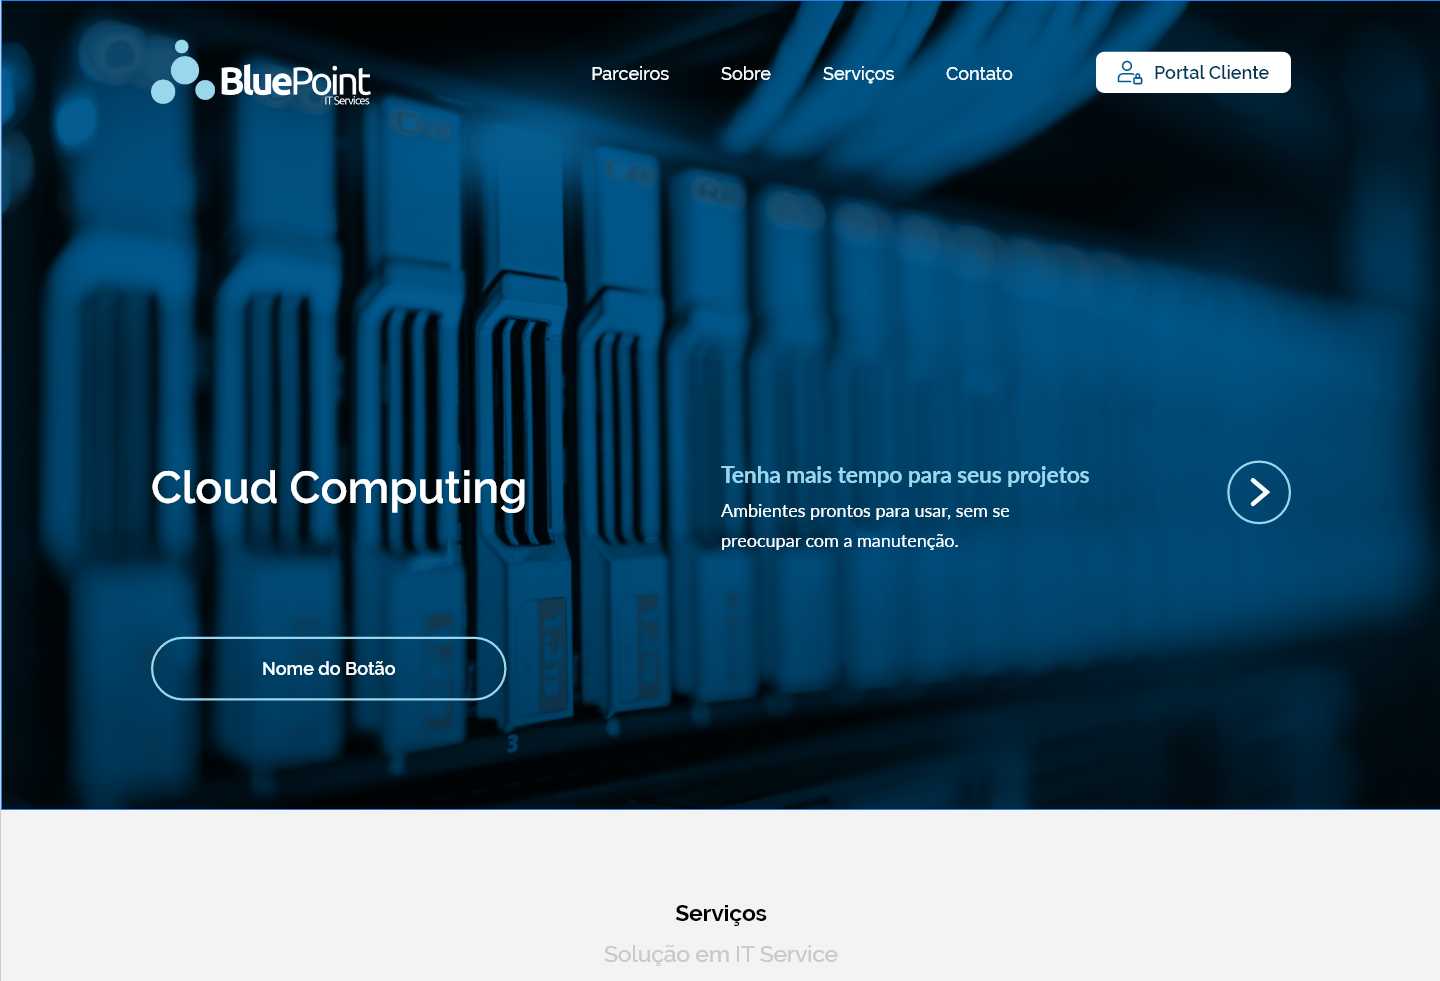 BluePoint
IT Services
Parceiros
Sobre
Serviços
Contato
Portal Cliente
Cloud Computing
Tenha mais tempo para seus projetos
Ambientes prontos para usar, sem se
preocupar com a manutenção.
Nome do Botão
3
Serviços
Solução em IT Service